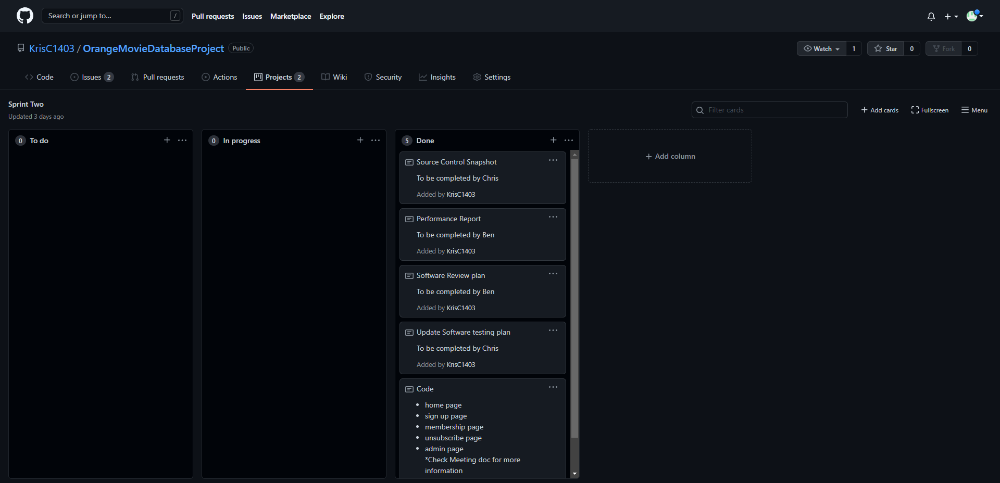 Search or jump to... /
Pull requests Issues Marketplace Explore
KrisC1403 / OrangeMovieDatabaseProject Public
Watch 1 Star 0 Fork 0
Code Issues 2 Pull requests Actions Projects 2 Wiki Security Insights Settings
Sprint Two
Updated 3 days ago
Filter cards
Add cards Fullscreen Menu
0 To do
0 In progress
5 Done
Source Control Snapshot
To be completed by Chris
Added by KrisC1403
Performance Report
To be completed by Ben
Added by KrisC1403
Software Review plan
To be completed by Ben
Added by KrisC1403
Update Software testing plan
To be completed by Chris
Added by KrisC1403
Code
home page
sign up page
membership page
unsubscribe page
admin page
*Check Meeting doc for more
information
Add column